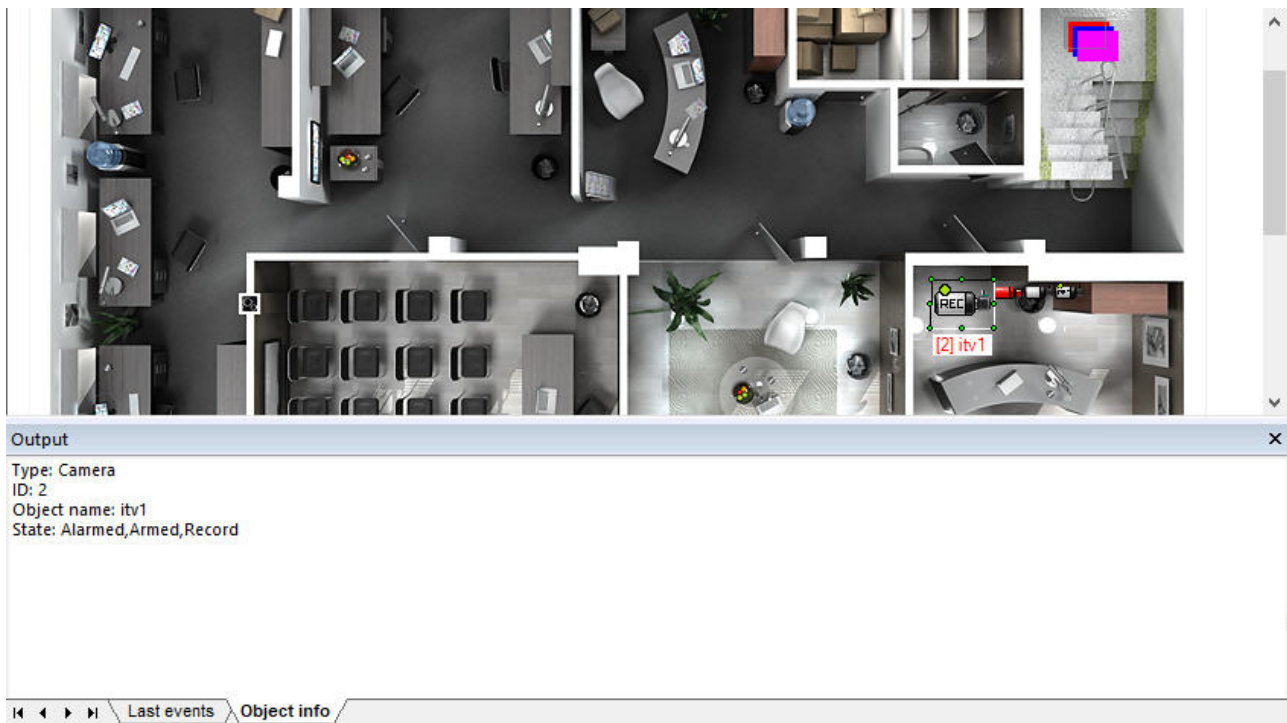 REC
[2] itv1
Output
Type: Camera
ID: 2
Object name: itv1
State: Alarmed,Armed,Record
Last events
Object info